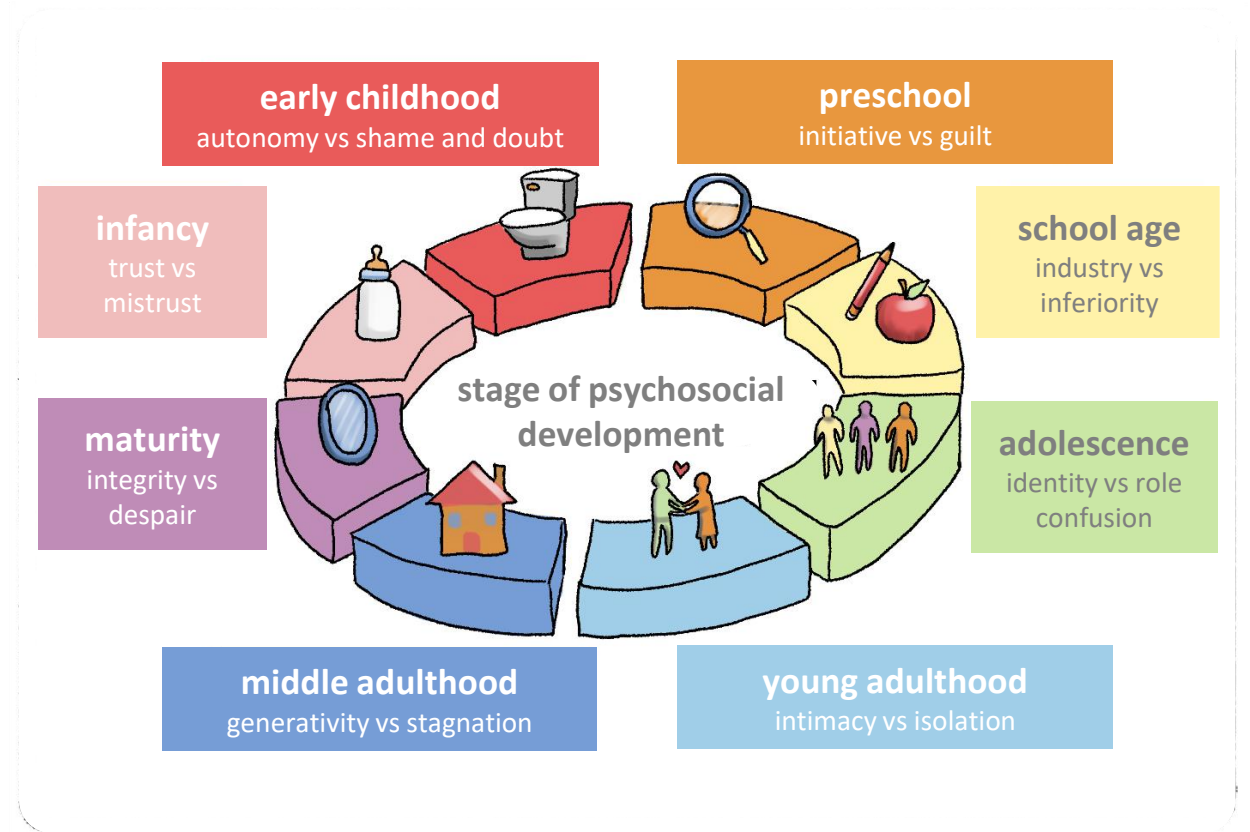 early childhood
autonomy vs shame and doubt
preschool
initiative vs guilt
infancy
trust vs
mistrust
school age
industry vs
inferiority
stage of psychosocial
development
maturity
integrity vs
despair
adolescence
identity vs role
confusion
middle adulthood
generativity vs stagnation
young adulthood
intimacy vs isolation